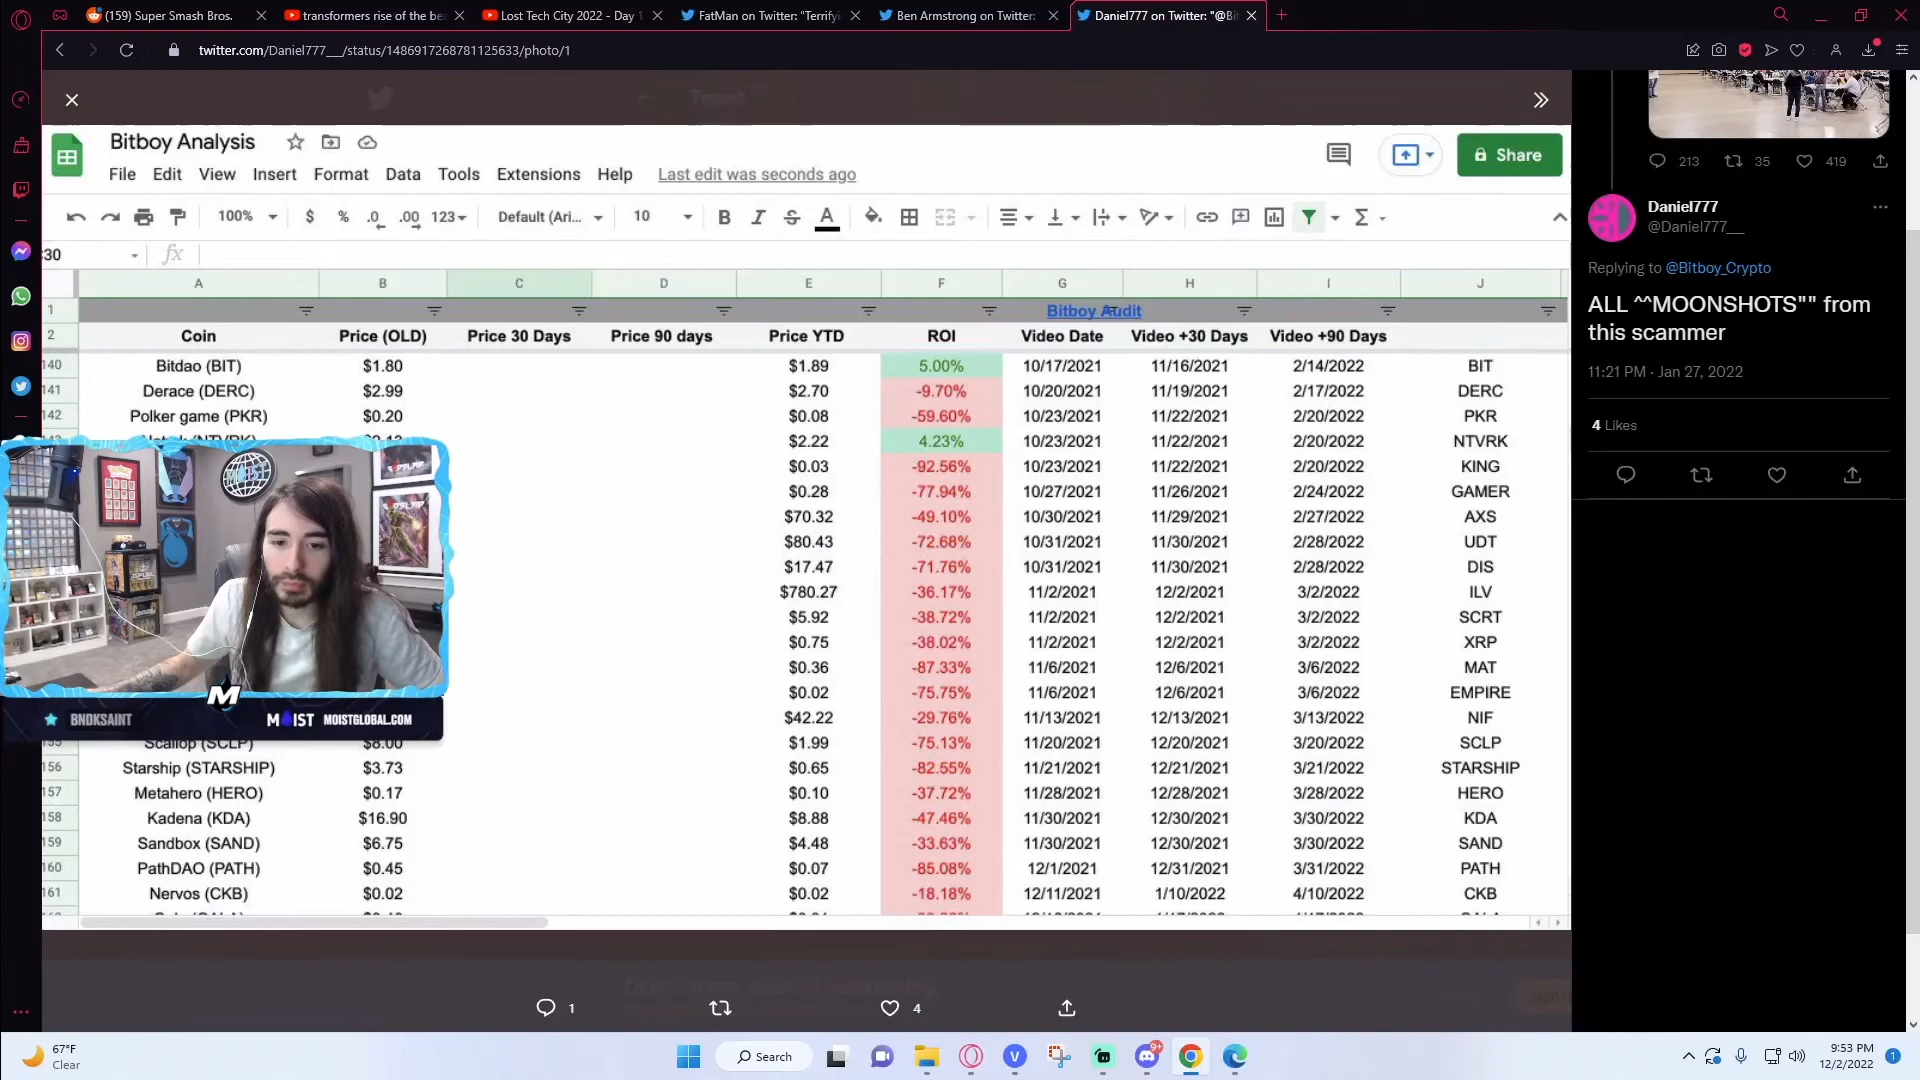 (159) Super Smash Bros.
transformers rise of the bea
Lost Tech City 2022 - Day 1
FatMan on Twitter: "Terrifyi
Ben Armstrong on Twitter:
Daniel777 on Twitter: "@Bi
twitter.com/Daniel777__/status/1486917268781125633/photo/1
Tweet
Bitboy Analysis
Share
File Edit View Insert Format Data Tools Extensions Help Last edit was seconds ago
100% $ % .0 .00 123 Default (Ari... 10 B I S A
30 fx
A B C D E F G H I J
1 Bitboy Audit
2 Coin Price (OLD) Price 30 Days Price 90 days Price YTD ROI Video Date Video +30 Days Video +90 Days
140 Bitdao (BIT) $1.80 $1.89 5.00% 10/17/2021 11/16/2021 2/14/2022 BIT
141 Derace (DERC) $2.99 $2.70 -9.70% 10/20/2021 11/19/2021 2/17/2022 DERC
142 Polker game (PKR) $0.20 $0.08 -59.60% 10/23/2021 11/22/2021 2/20/2022 PKR
$2.22 4.23% 10/23/2021 11/22/2021 2/20/2022 NTVRK
$0.03 -92.56% 10/23/2021 11/22/2021 2/20/2022 KING
$0.28 -77.94% 10/27/2021 11/26/2021 2/24/2022 GAMER
$70.32 -49.10% 10/30/2021 11/29/2021 2/27/2022 AXS
$80.43 -72.68% 10/31/2021 11/30/2021 2/28/2022 UDT
$17.47 -71.76% 10/31/2021 11/30/2021 2/28/2022 DIS
$780.27 -36.17% 11/2/2021 12/2/2021 3/2/2022 ILV
$5.92 -38.72% 11/2/2021 12/2/2021 3/2/2022 SCRT
$0.75 -38.02% 11/2/2021 12/2/2021 3/2/2022 XRP
$0.36 -87.33% 11/6/2021 12/6/2021 3/6/2022 MAT
$0.02 -75.75% 11/6/2021 12/6/2021 3/6/2022 EMPIRE
$42.22 -29.76% 11/13/2021 12/13/2021 3/13/2022 NIF
155 Scallop (SCLP) $8.00 $1.99 -75.13% 11/20/2021 12/20/2021 3/20/2022 SCLP
156 Starship (STARSHIP) $3.73 $0.65 -82.55% 11/21/2021 12/21/2021 3/21/2022 STARSHIP
157 Metahero (HERO) $0.17 $0.10 -37.72% 11/28/2021 12/28/2021 3/28/2022 HERO
158 Kadena (KDA) $16.90 $8.88 -47.46% 11/30/2021 12/30/2021 3/30/2022 KDA
159 Sandbox (SAND) $6.75 $4.48 -33.63% 11/30/2021 12/30/2021 3/30/2022 SAND
160 PathDAO (PATH) $0.45 $0.07 -85.08% 12/1/2021 12/31/2021 3/31/2022 PATH
161 Nervos (CKB) $0.02 $0.02 -18.18% 12/11/2021 1/10/2022 4/10/2022 CKB
M
BNDKSAINT MOIST MOISTGLOBAL.COM
1
4
213 35 419
Daniel777
@Daniel777__
Replying to @Bitboy_Crypto
ALL ^^MOONSHOTS"" from
this scammer
11:21 PM · Jan 27, 2022
4 Likes
67°F
Clear
Search
9+
9:53 PM
12/2/2022
1